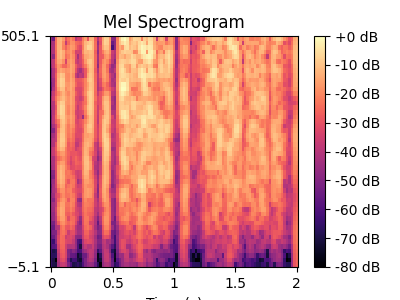 Mel Spectrogram
505.1
−5.1
0
0.5
1
1.5
2
+0 dB
-10 dB
-20 dB
-30 dB
-40 dB
-50 dB
-60 dB
-70 dB
-80 dB